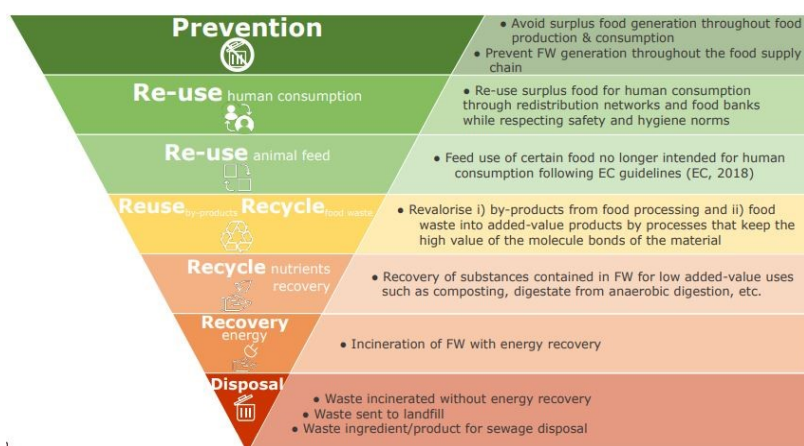 Prevention
• Avoid surplus food generation throughout food
production & consumption
• Prevent FW generation throughout the food supply
chain
Re-use human consumption
• Re-use surplus food for human consumption
through redistribution networks and food banks
while respecting safety and hygiene norms
Re-use animal feed
• Feed use of certain food no longer intended for human
consumption following EC guidelines (EC, 2018)
Reuse by-products Recycle food waste
• Revalorise i) by-products from food processing and ii) food
waste into added-value products by processes that keep the
high value of the molecule bonds of the material
Recycle nutrients
recovery
• Recovery of substances contained in FW for low added-value uses
such as composting, digestate from anaerobic digestion, etc.
Recovery
energy
• Incineration of FW with energy recovery
Disposal
• Waste incinerated without energy recovery
• Waste sent to landfill
• Waste ingredient/product for sewage disposal